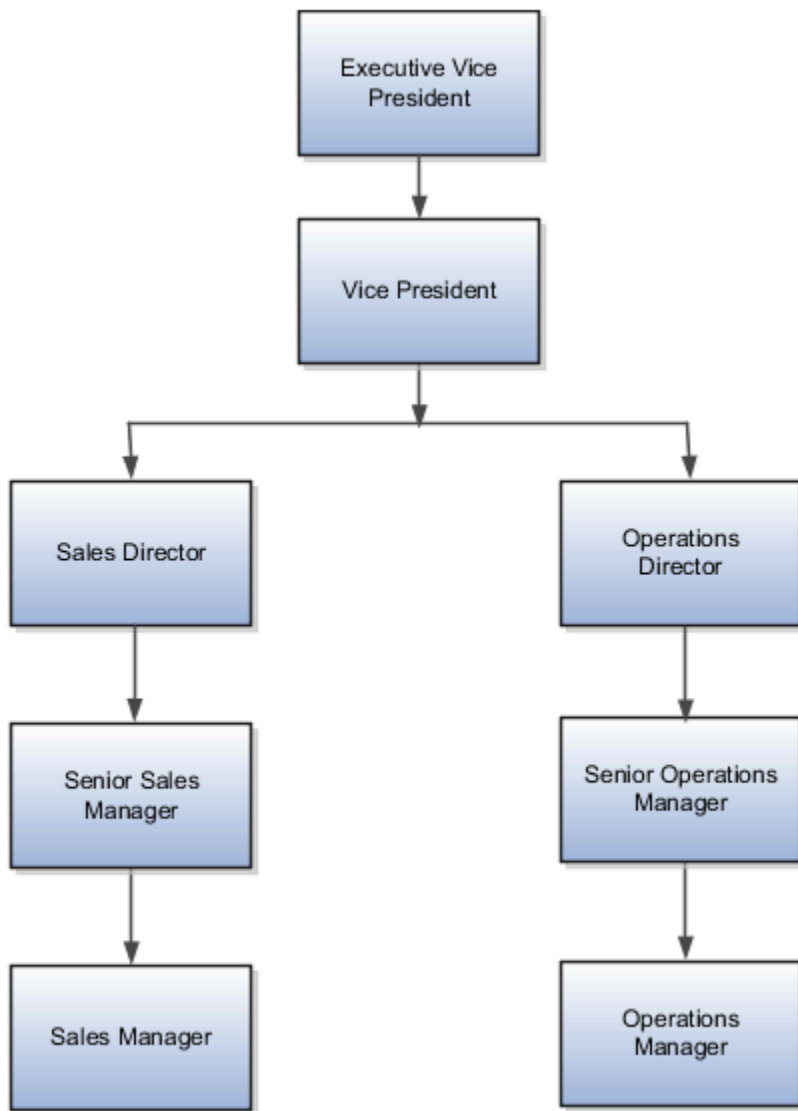 Executive Vice
President
Vice President
Sales Director
Operations
Director
Senior Sales
Manager
Senior Operations
Manager
Sales Manager
Operations
Manager